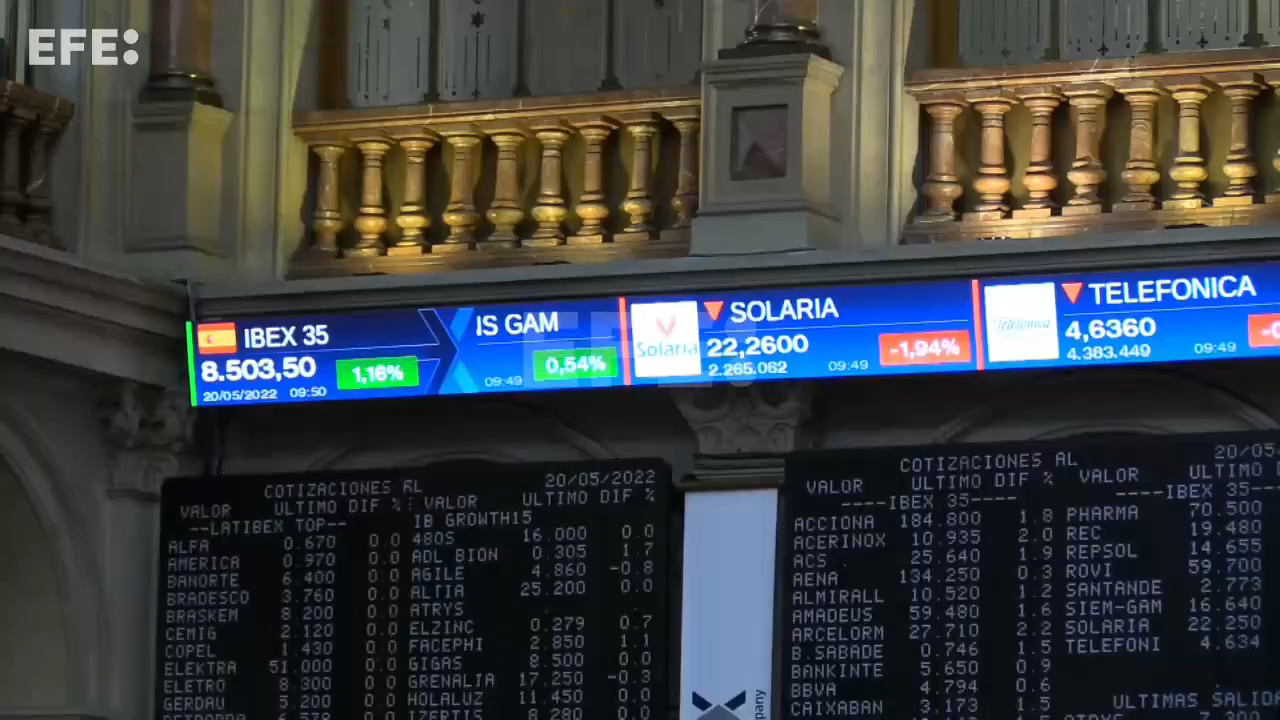 EFE:
IBEX 35
8.503,50 1,16%
20/05/2022 09:50
IS GAM
09:49 0,54%
Solaria
SOLARIA
22,2600 -1,94%
2.265.062 09:49
Telefónica
TELEFONICA
4,6360
4.383.449 09:49
EFE:
COTIZACIONES AL 20/05/2022
VALOR ULTIMO DIF % VALOR ULTIMO DIF %
--LATIBEX TOP-- IB GROWTH15
ALFA 0.670 0.0 480S 16.000 0.0
AMERICA 0.970 0.0 ADL BION 0.305 1.7
BANORTE 6.400 0.0 AGILE 4.860 -0.8
BRADESCO 3.760 0.0 ALTIA 25.200 0.0
BRASKEM 8.200 0.0 ATRYS
CEMIG 2.120 0.0 ELZINC 0.279 0.7
COPEL 1.430 0.0 FACEPHI 2.850 1.1
ELEKTRA 51.000 0.0 GIGAS 8.500 0.0
ELETRO 8.300 0.0 GRENALIA 17.250 -0.3
GERDAU 5.200 0.0 HOLALUZ 11.450 0.0
IZERTIS 8.280 0.0
COTIZACIONES AL 20/05
VALOR ULTIMO DIF % VALOR ULTIMO
----IBEX 35---- ----IBEX 35---
ACCIONA 184.800 1.8 PHARMA 70.500
ACERINOX 10.935 2.0 REC 19.480
ACS 25.640 1.9 REPSOL 14.655
AENA 134.250 0.3 ROVI 59.700
ALMIRALL 10.520 1.2 SANTANDE 2.773
AMADEUS 59.480 1.6 SIEM-GAM 16.640
ARCELORM 27.710 2.2 SOLARIA 22.250
B.SABADE 0.746 1.5 TELEFONI 4.634
BANKINTE 5.650 0.9
BBVA 4.794 0.6
CAIXABAN 3.173 1.5 ULTIMAS SALID